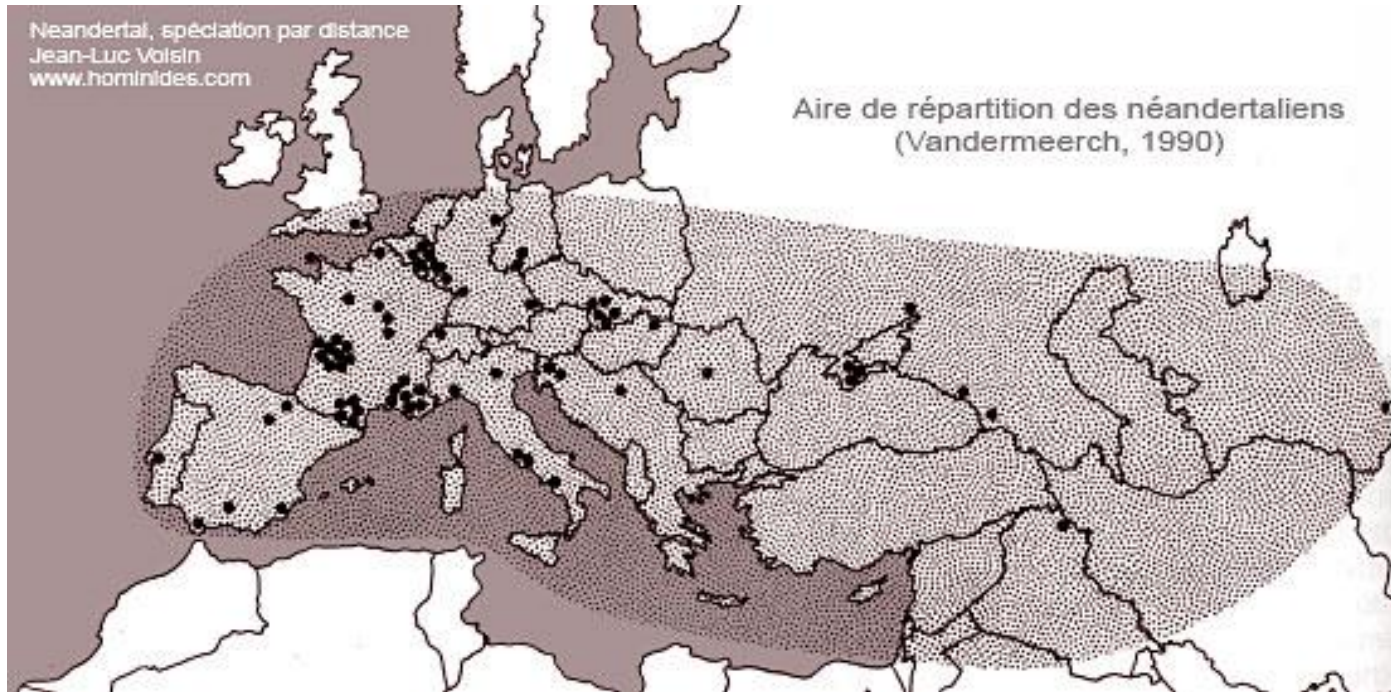 Neandertal, spéciation par distance
Jean-Luc Voisin
www.hominides.com
Aire de répartition des néandertaliens
(Vandermeerch, 1990)